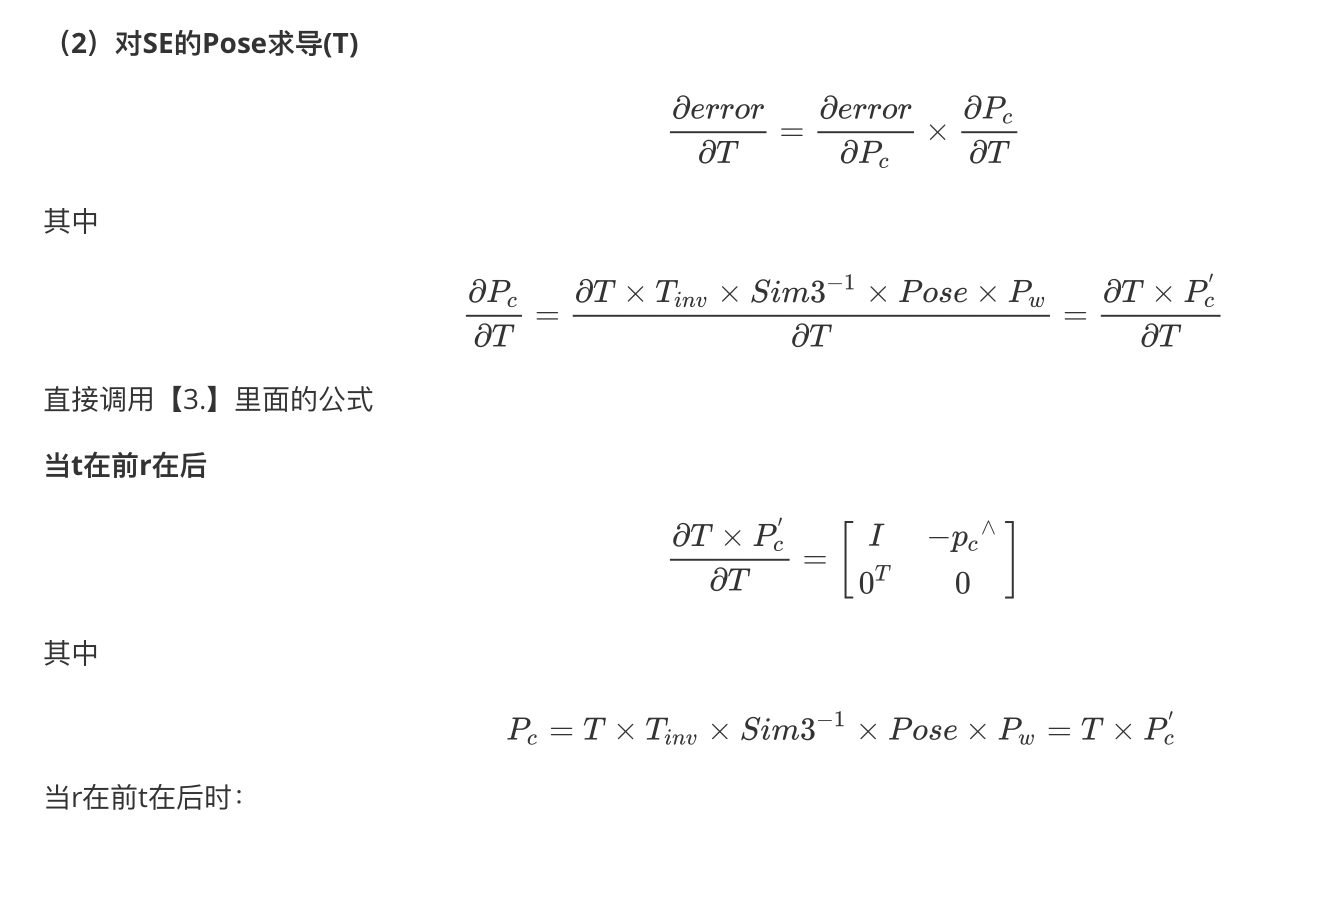 （2）对SE的Pose求导(T)
$$\frac{\partial error}{\partial T} = \frac{\partial error}{\partial P_c} \times \frac{\partial P_c}{\partial T}$$
其中
$$\frac{\partial P_c}{\partial T} = \frac{\partial T \times T_{inv} \times Sim3^{-1} \times Pose \times P_w}{\partial T} = \frac{\partial T \times P_c^{'}}{\partial T}$$
直接调用【3.】里面的公式
当t在前r在后
$$\frac{\partial T \times P_c^{'}}{\partial T} = \begin{bmatrix} I & -p_c{}^{\wedge} \\ 0^T & 0 \end{bmatrix}$$
其中
$$P_c = T \times T_{inv} \times Sim3^{-1} \times Pose \times P_w = T \times P_c^{'}$$
当r在前t在后时：